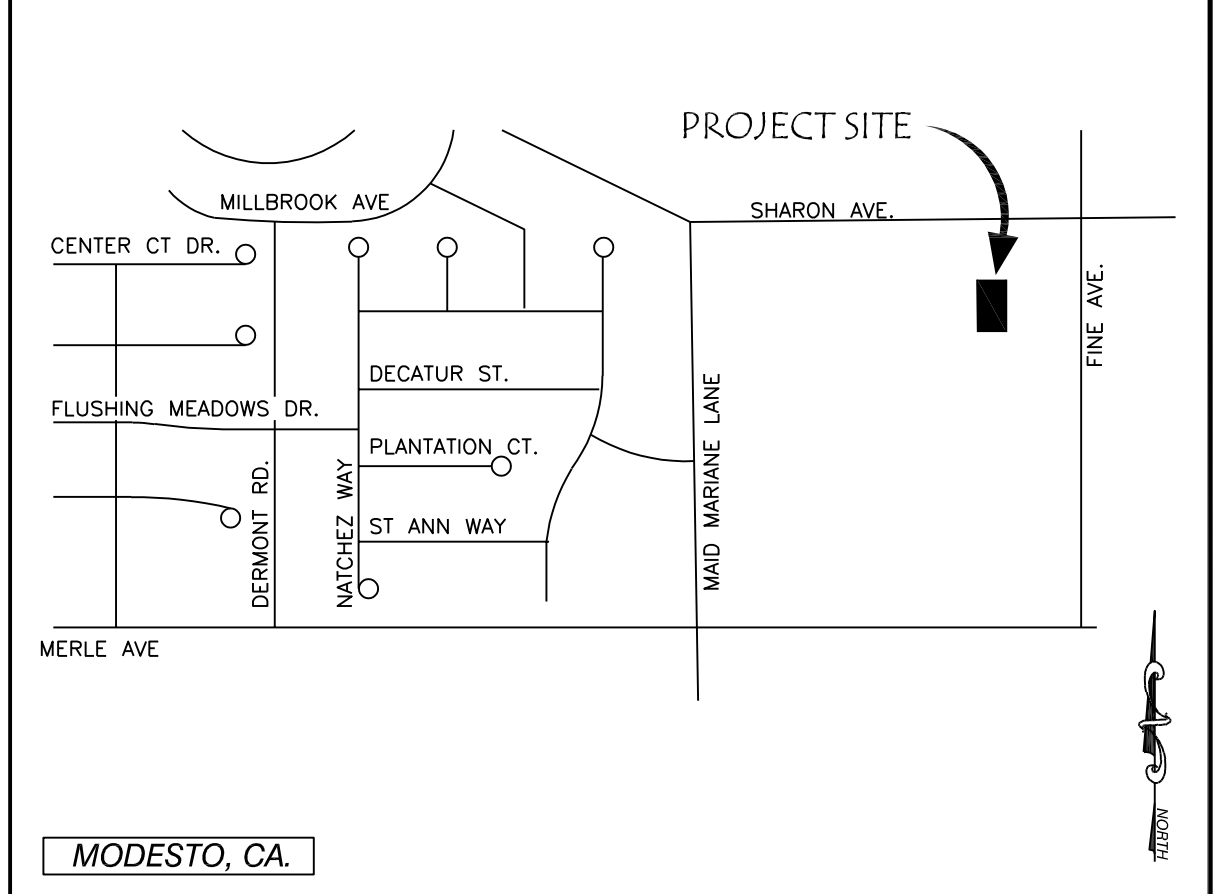 PROJECT SITE
MILLBROOK AVE
SHARON AVE.
CENTER CT DR.
FINE AVE.
DECATUR ST.
FLUSHING MEADOWS DR.
PLANTATION CT.
MAID MARIANE LANE
DERMONT RD.
NATCHEZ WAY
ST ANN WAY
MERLE AVE
NORTH
MODESTO, CA.